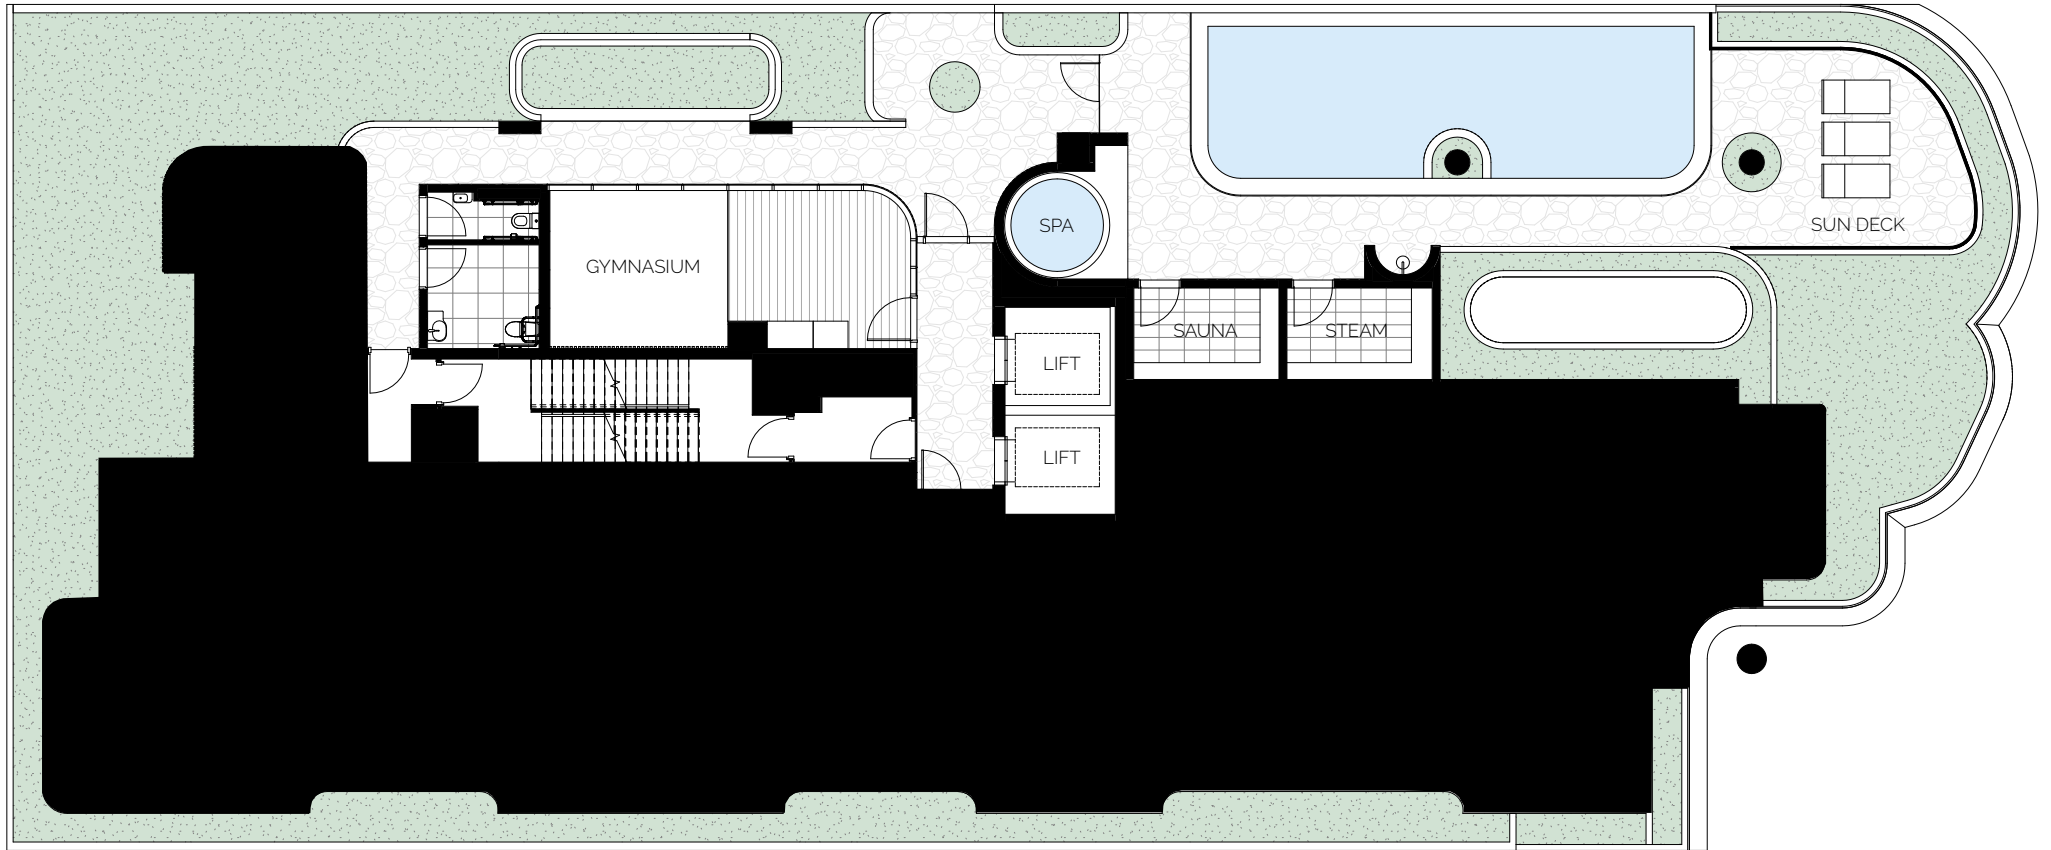 SPA
SUN DECK
GYMNASIUM
SAUNA
STEAM
LIFT
LIFT